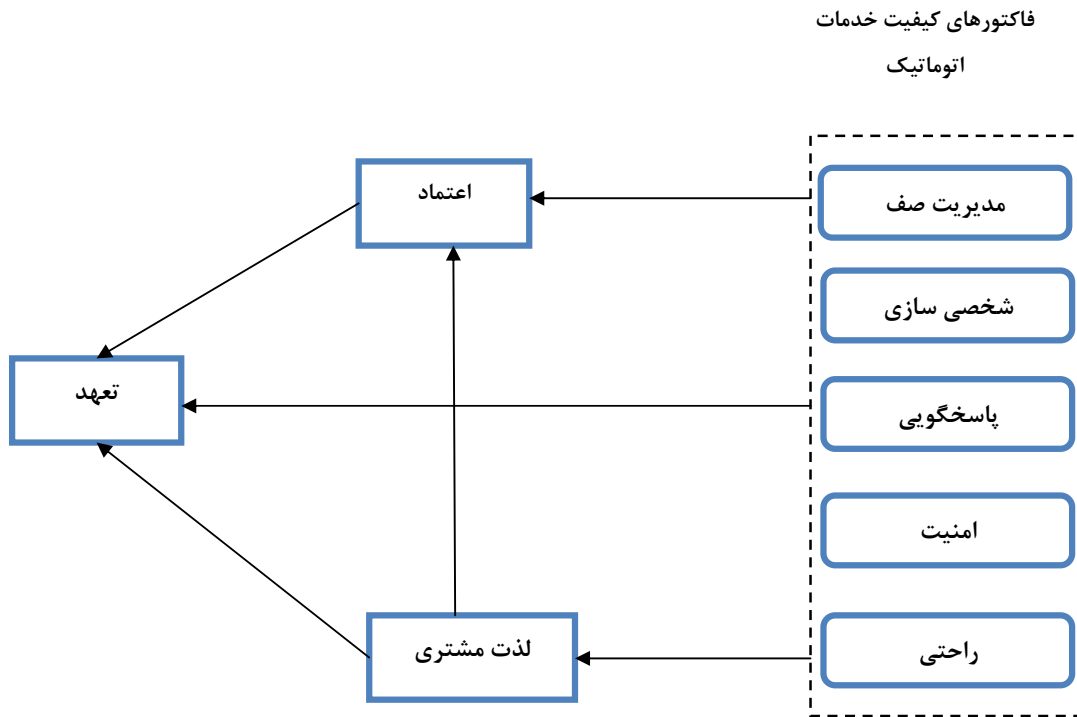 فاکتورهای کیفیت خدمات
اتوماتیک
مدیریت صف
شخصی سازی
پاسخگویی
امنیت
راحتی
اعتماد
تعهد
لذت مشتری